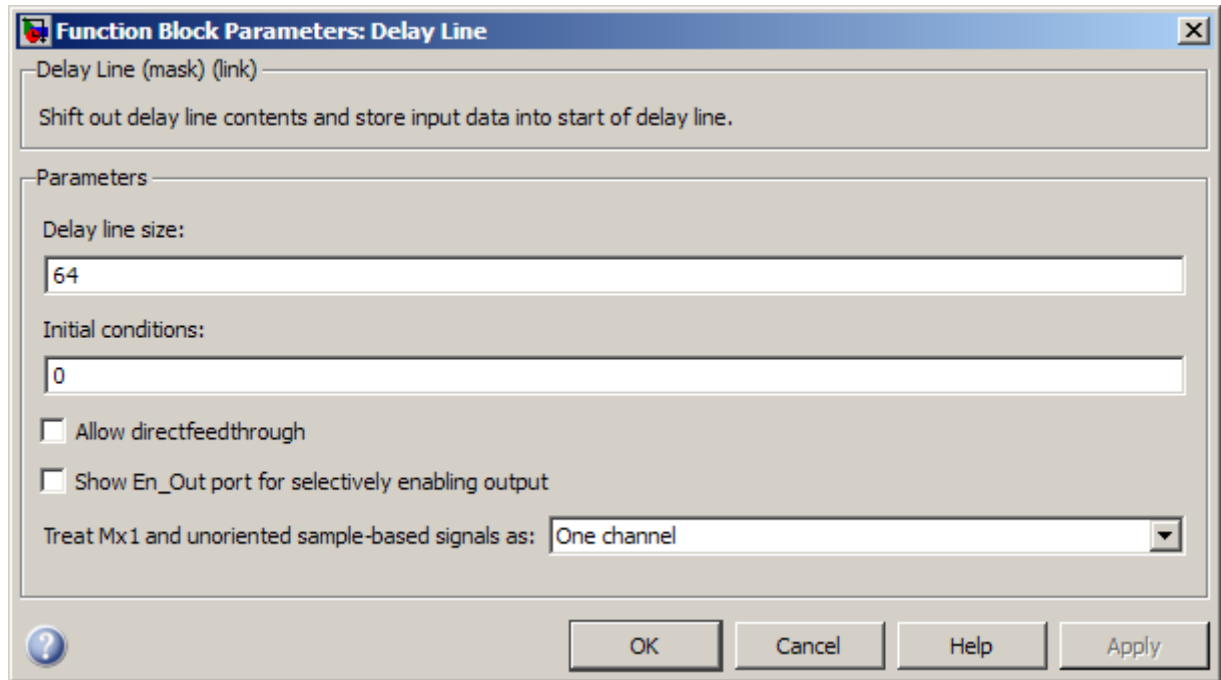 Function Block Parameters: Delay Line
Delay Line (mask) (link)
Shift out delay line contents and store input data into start of delay line.
Parameters
Delay line size:
64
Initial conditions:
0
Allow directfeedthrough
Show En_Out port for selectively enabling output
Treat Mx1 and unoriented sample-based signals as: One channel
OK Cancel Help Apply